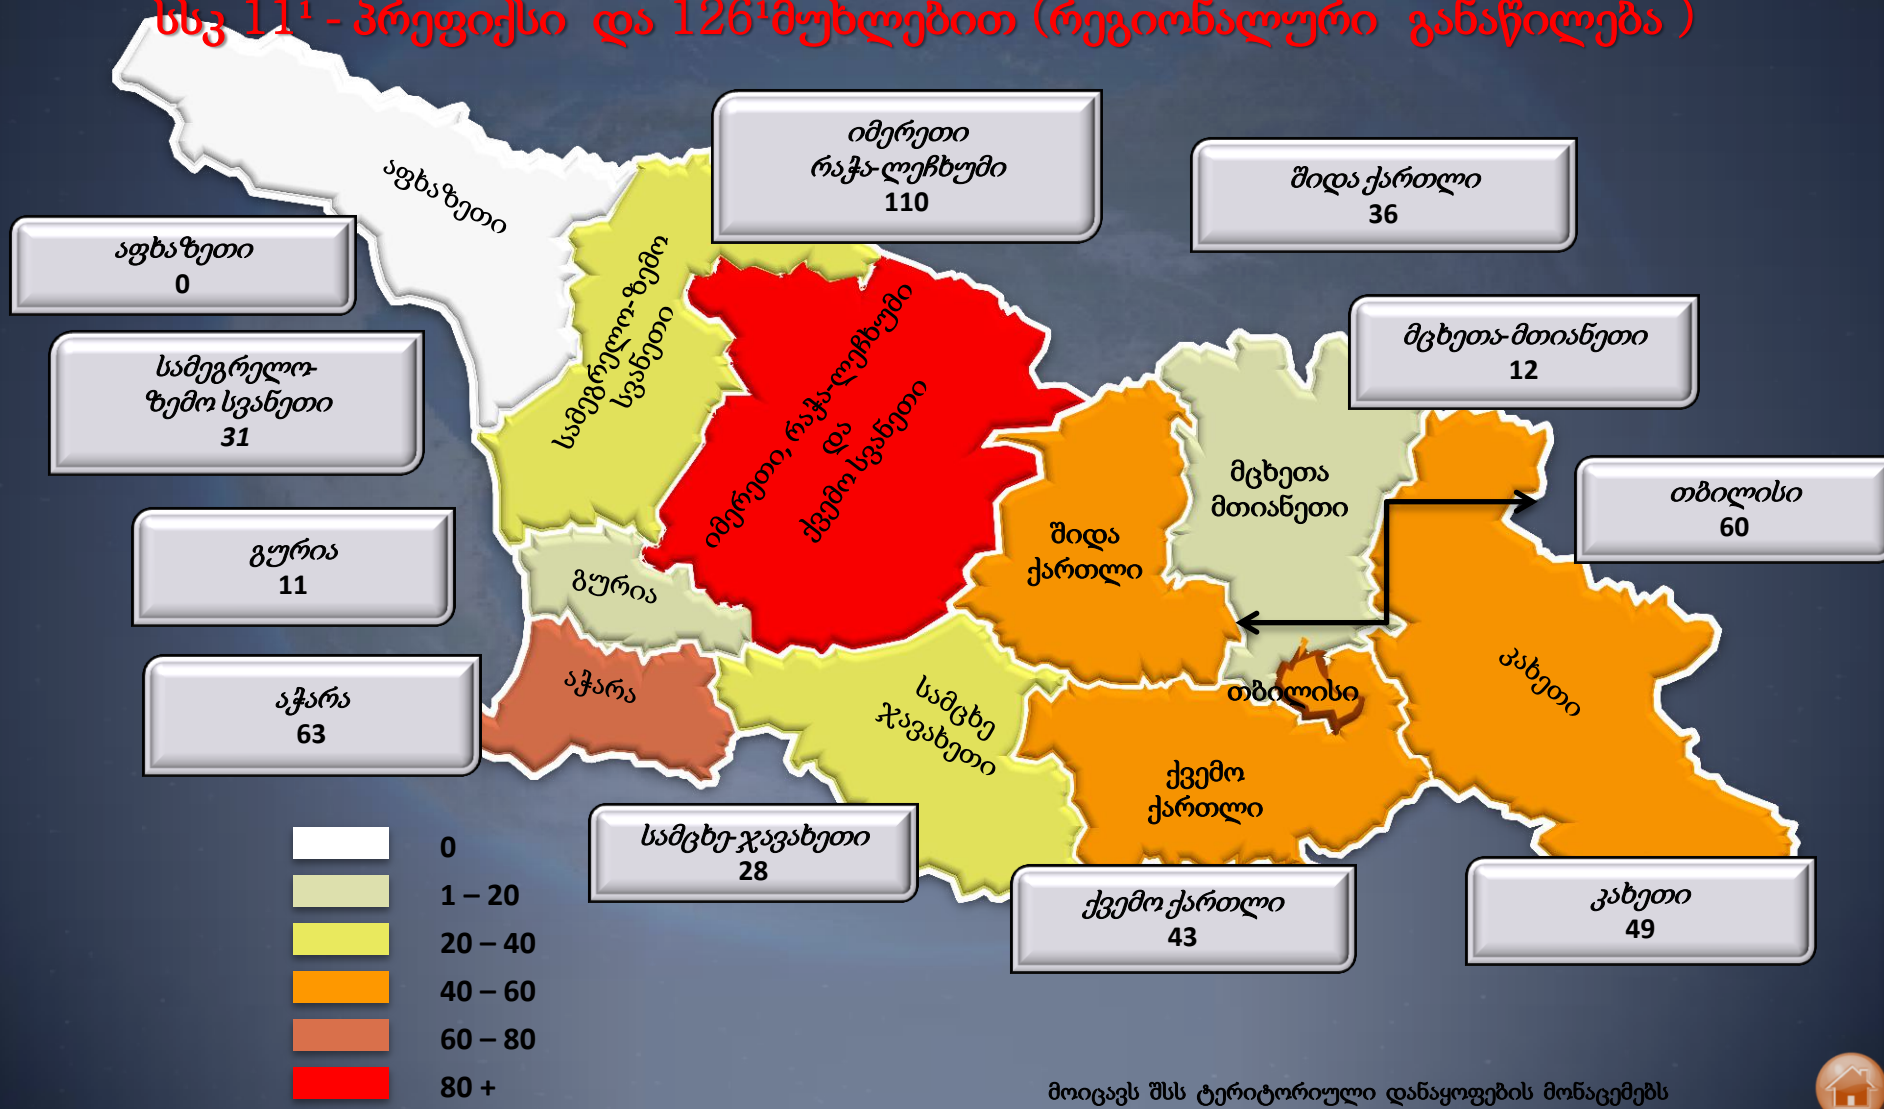 სსკ 11¹ - პრეფიქსი და 126¹მუხლებით (რეგიონალური განაწილება )
იმერეთი
რაჭა-ლეჩხუმი
110
შიდა ქართლი
36
აფხაზეთი
აფხაზეთი
0
მცხეთა-მთიანეთი
12
სამეგრელო-
ზემო სვანეთი
31
სამეგრელო-ზემო
სვანეთი
იმერეთი, რაჭა-ლეჩხუმი
და
ქვემო სვანეთი
მცხეთა
მთიანეთი
თბილისი
60
შიდა
ქართლი
გურია
11
გურია
აჭარა
63
აჭარა
სამცხე
ჯავახეთი
თბილისი
კახეთი
ქვემო
ქართლი
სამცხე-ჯავახეთი
28
ქვემო ქართლი
43
კახეთი
49
0
1 – 20
20 – 40
40 – 60
60 – 80
80 +
მოიცავს შსს ტერიტორიული დანაყოფების მონაცემებს